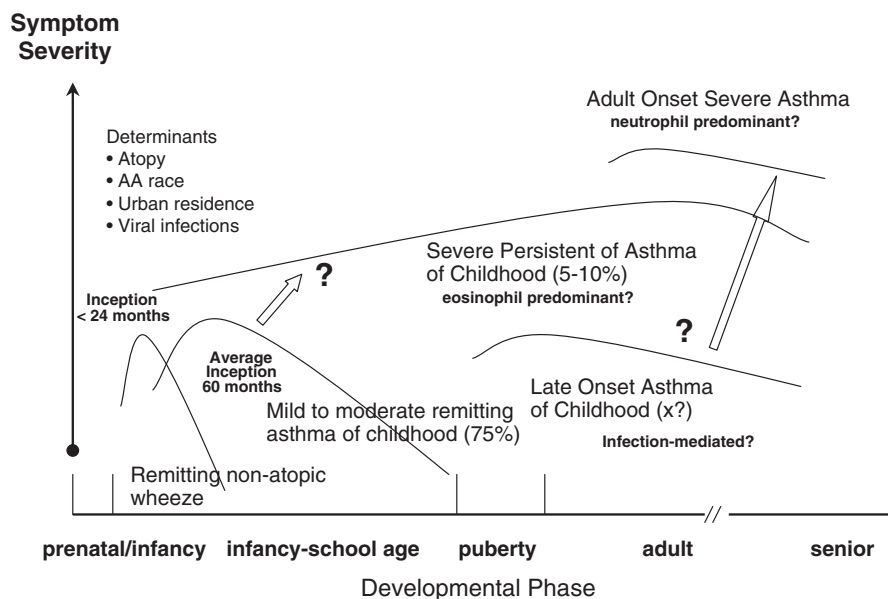 Symptom
Severity
Adult Onset Severe Asthma
neutrophil predominant?
Determinants
• Atopy
• AA race
• Urban residence
• Viral infections
Severe Persistent of Asthma
of Childhood (5-10%)
eosinophil predominant?
?
Inception
< 24 months
?
Average
Inception
60 months
Late Onset Asthma
of Childhood (x?)
Mild to moderate remitting
asthma of childhood (75%)
Infection-mediated?
Remitting non-atopic
wheeze
prenatal/infancy infancy-school age puberty adult senior
Developmental Phase